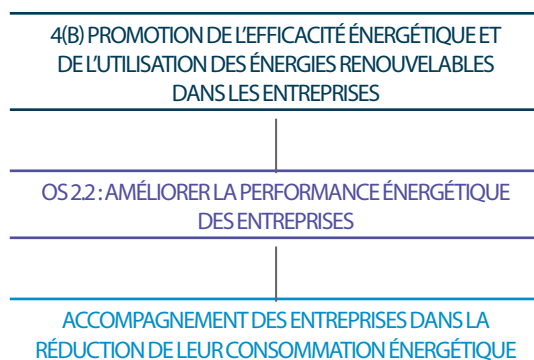 4(B) PROMOTION DE L'EFFICACITÉ ÉNERGÉTIQUE ET
DE L'UTILISATION DES ÉNERGIES RENOUVELABLES
DANS LES ENTREPRISES
OS 2.2 : AMÉLIORER LA PERFORMANCE ÉNERGÉTIQUE
DES ENTREPRISES
ACCOMPAGNEMENT DES ENTREPRISES DANS LA
RÉDUCTION DE LEUR CONSOMMATION ÉNERGÉTIQUE